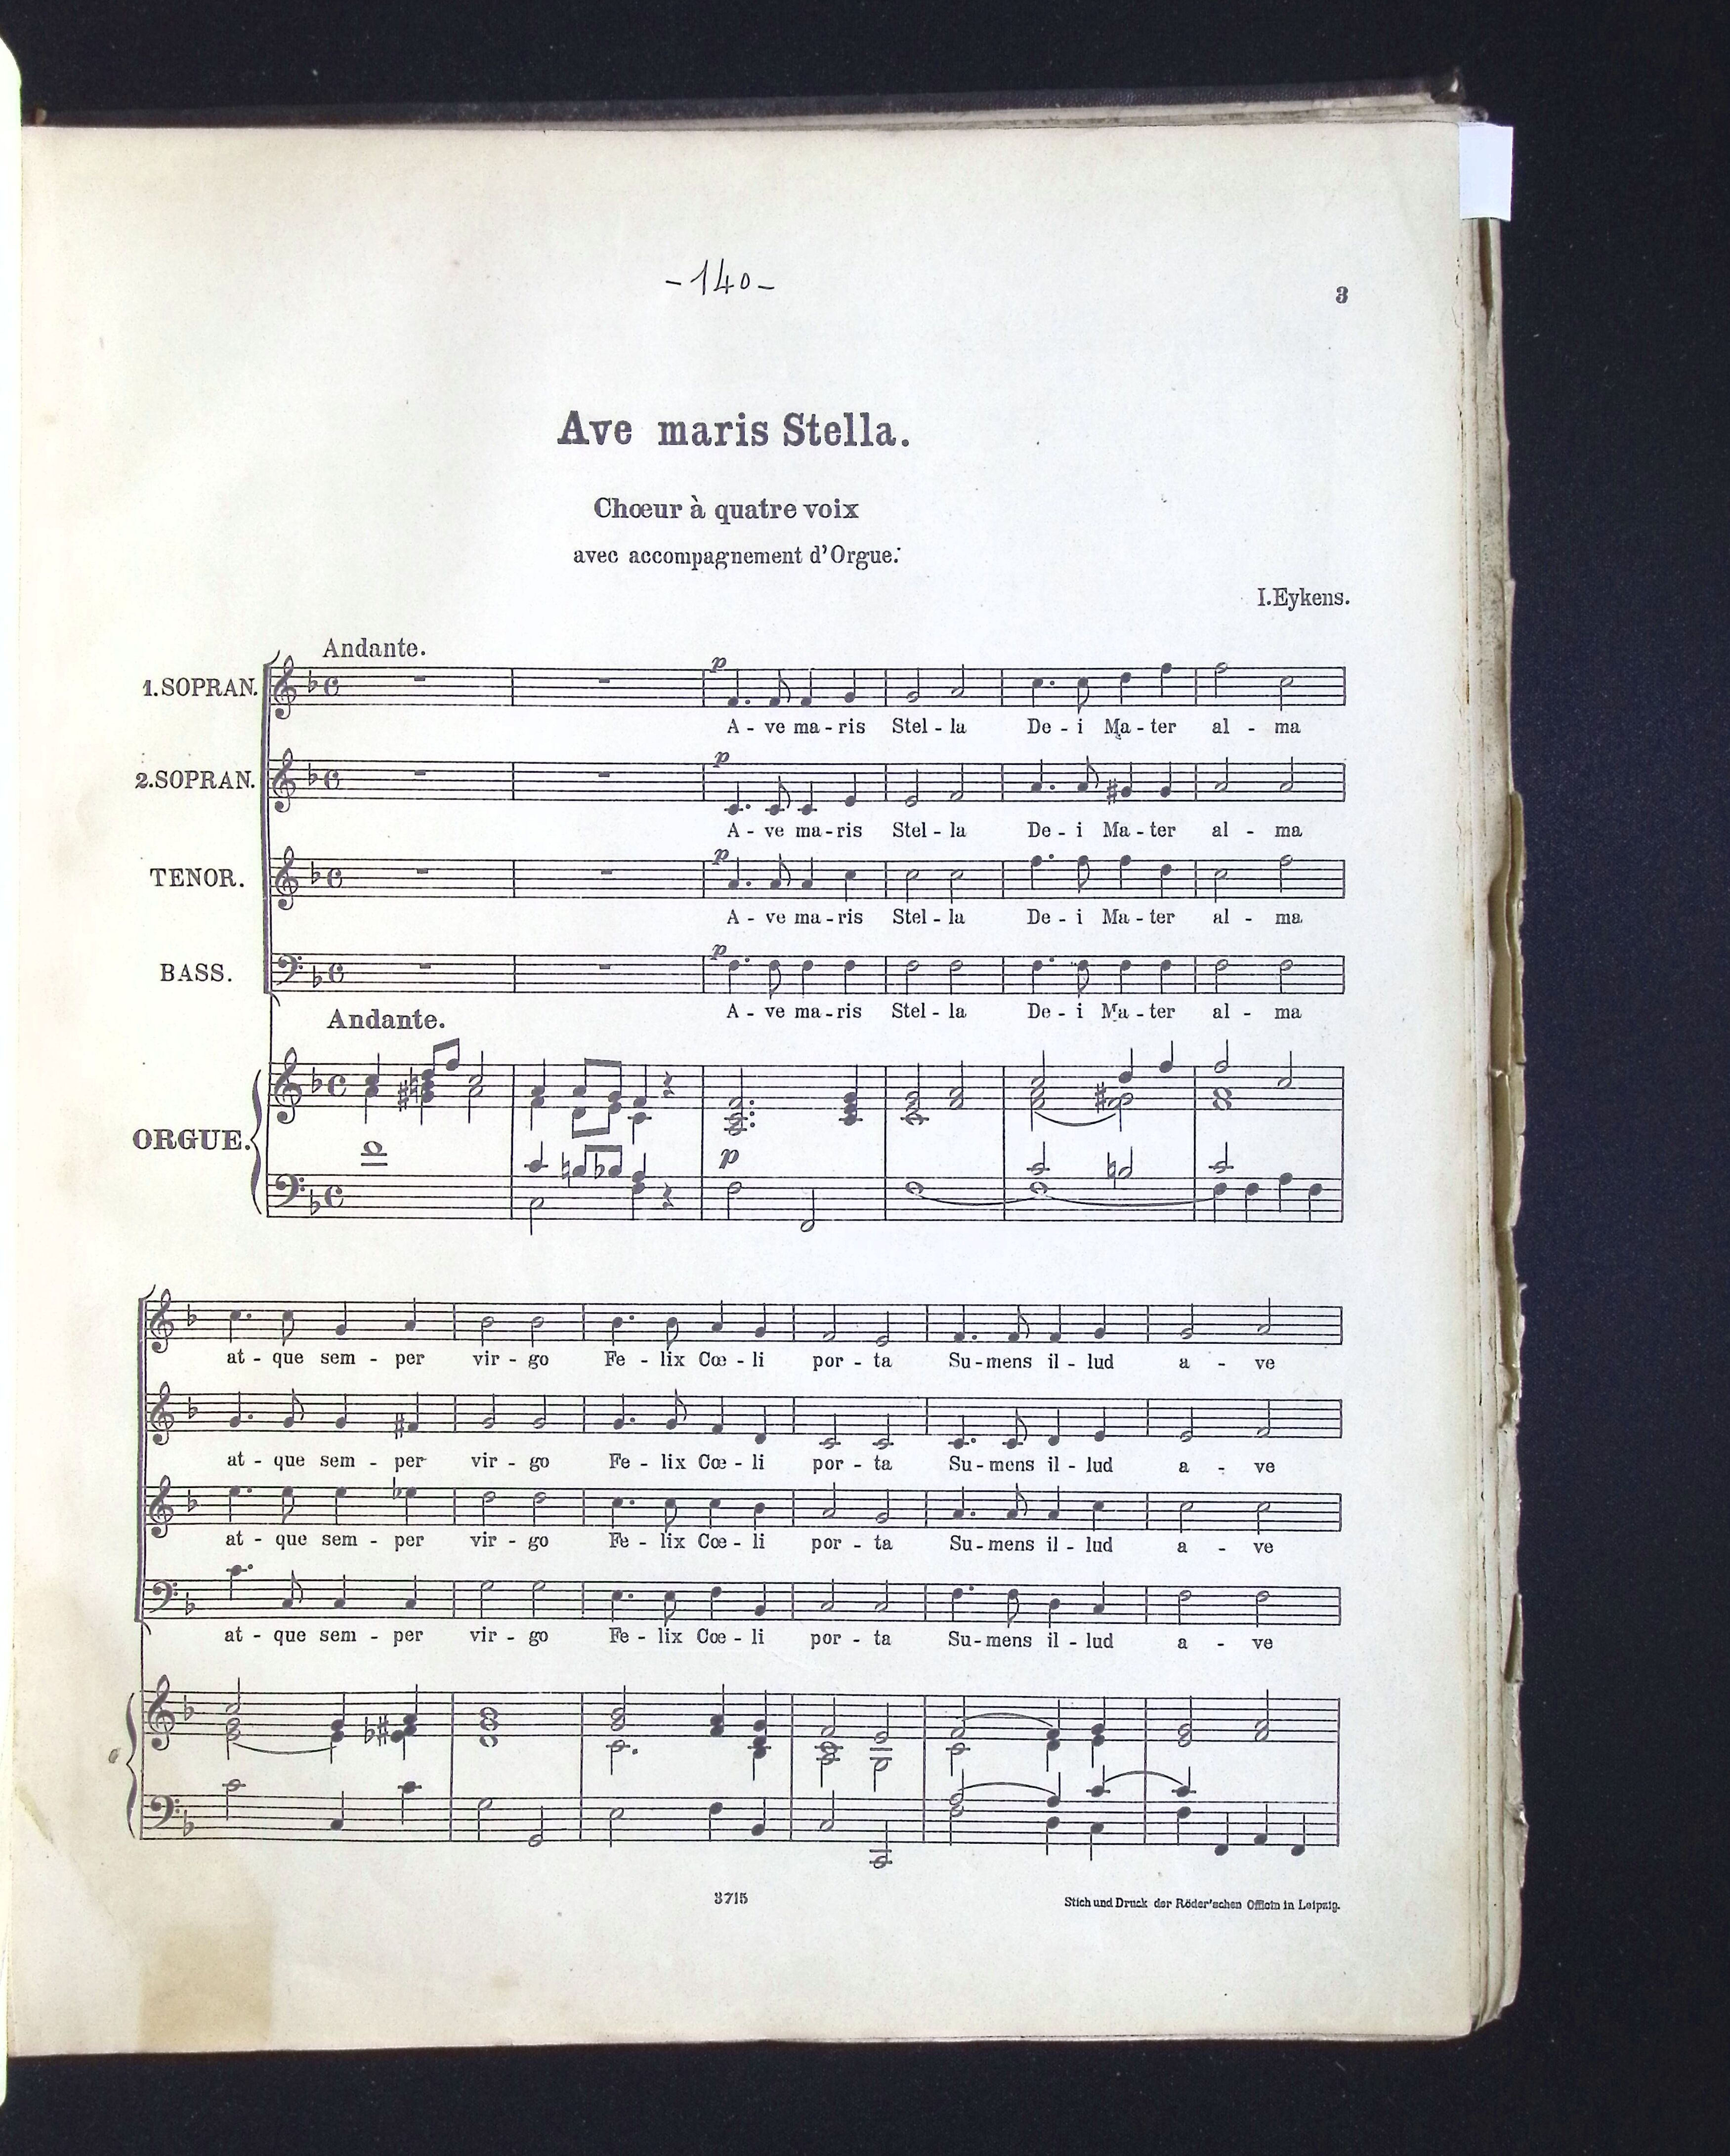 -140-
3
Ave maris Stella.
Chœur à quatre voix
avec accompagnement d'Orgue.
I. Eykens.
Andante.
1. SOPRAN.
p
A - ve ma - ris Stel - la De - i Ma - ter al - ma
2. SOPRAN.
p
A - ve ma - ris Stel - la De - i Ma - ter al - ma
TENOR.
p
A - ve ma - ris Stel - la De - i Ma - ter al - ma
BASS.
p
A - ve ma - ris Stel - la De - i Ma - ter al - ma
Andante.
ORGUE.
p
at - que sem - per vir - go Fe - lix Cœ - li por - ta Su - mens il - lud a - ve
at - que sem - per vir - go Fe - lix Cœ - li por - ta Su - mens il - lud a - ve
at - que sem - per vir - go Fe - lix Cœ - li por - ta Su - mens il - lud a - ve
at - que sem - per vir - go Fe - lix Cœ - li por - ta Su - mens il - lud a - ve
3715
Stich und Druck der Röder'schen Officin in Leipzig.